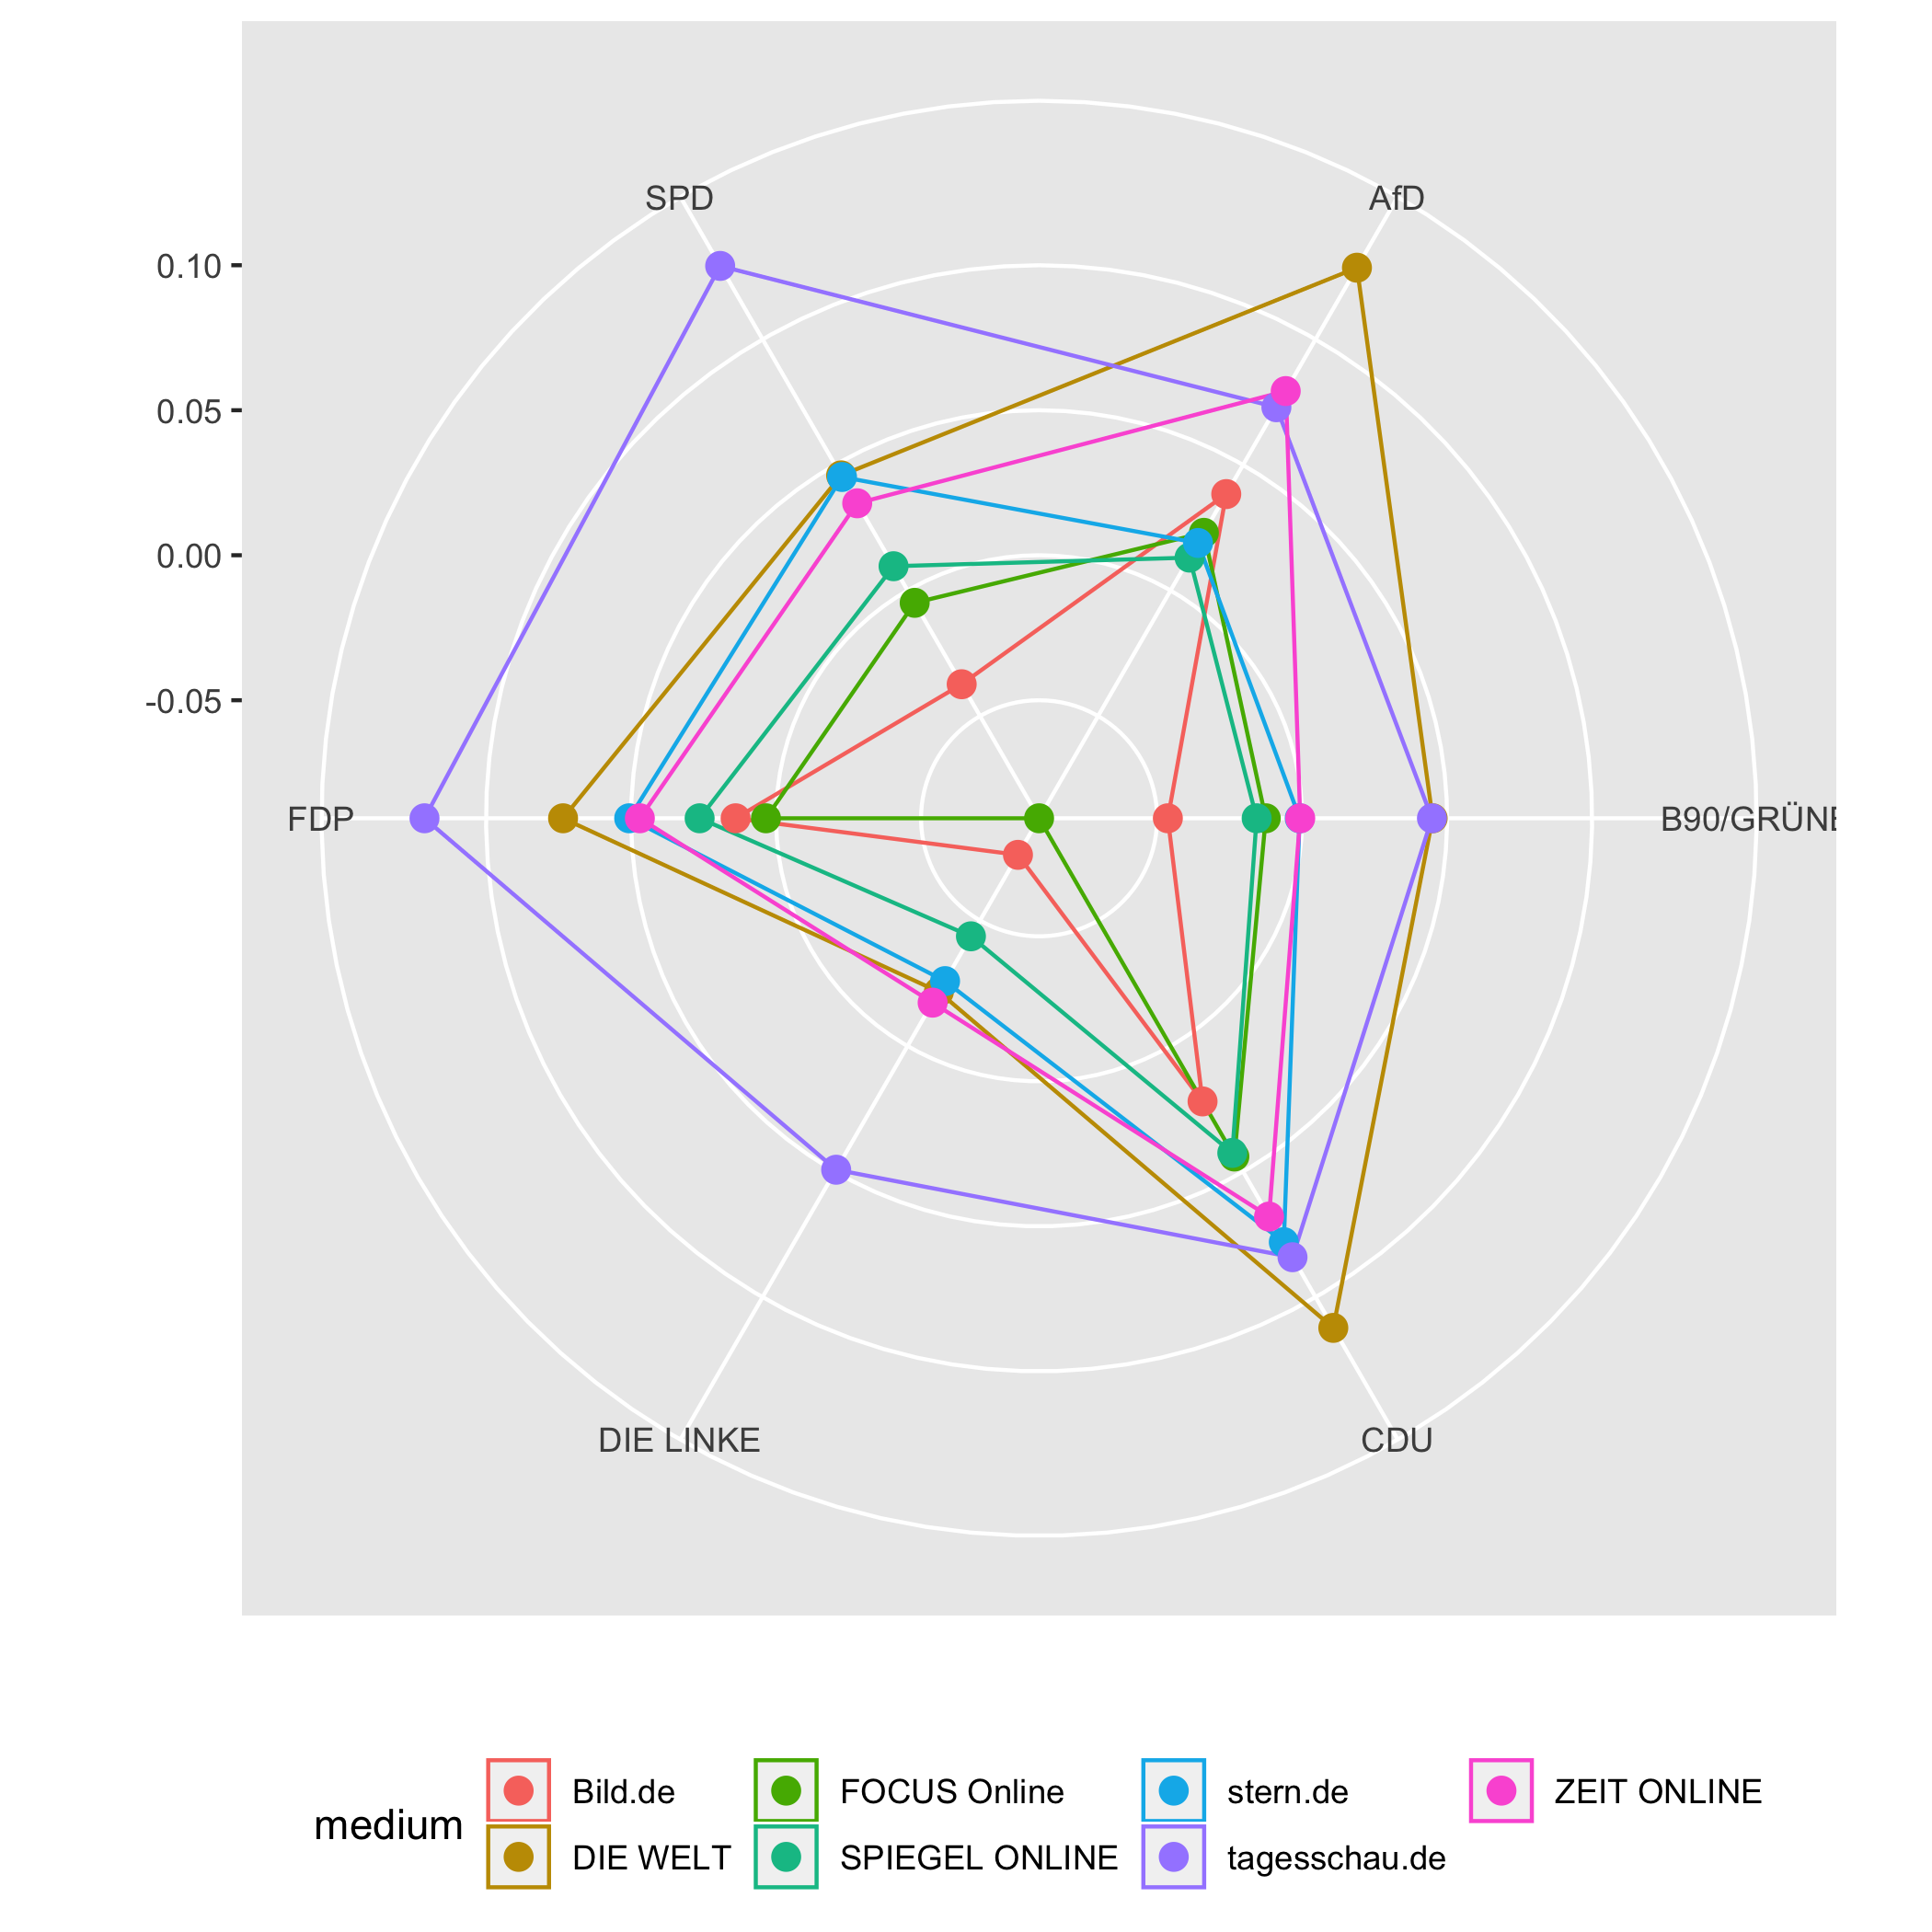 SPD
AfD
0.10
0.05
0.00
-0.05
FDP
B90/GRÜNE
DIE LINKE
CDU
medium
Bild.de
FOCUS Online
stern.de
ZEIT ONLINE
DIE WELT
SPIEGEL ONLINE
tagesschau.de